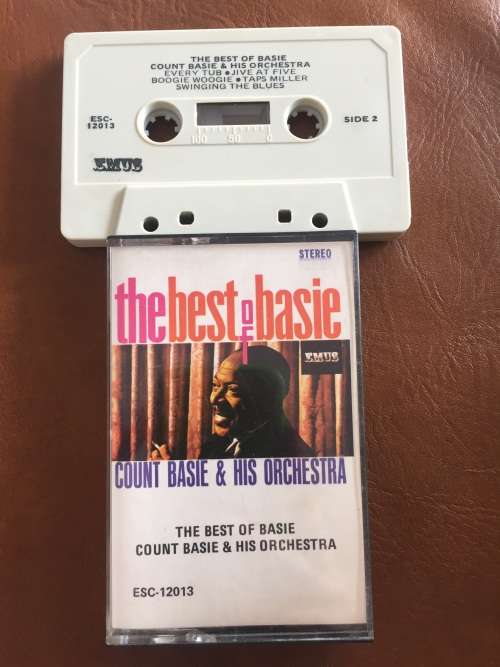 THE BEST OF BASIE
COUNT BASIE & HIS ORCHESTRA
EVERY TUB ● JIVE AT FIVE
BOOGIE WOOGIE ● TAPS MILLER
SWINGING THE BLUES
ESC-
12013
SIDE 2
100 50 0
EMUS
STEREO
the best of basie
EMUS
COUNT BASIE & HIS ORCHESTRA
THE BEST OF BASIE
COUNT BASIE & HIS ORCHESTRA
ESC-12013